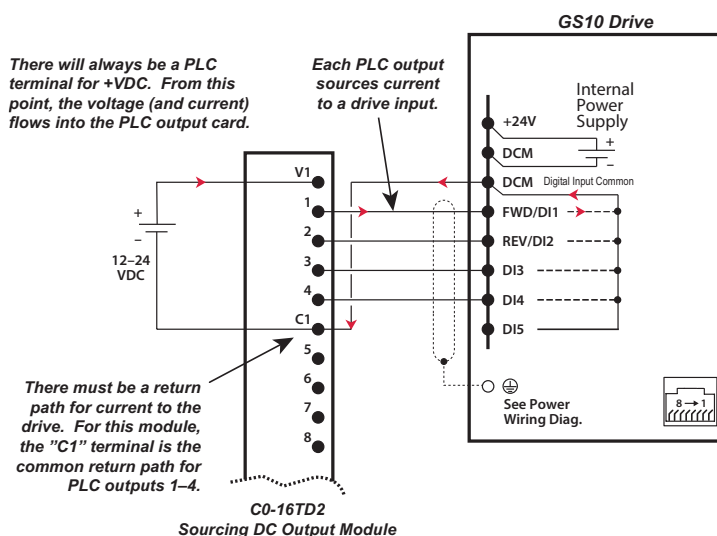 GS10 Drive
There will always be a PLC
terminal for +VDC. From this
point, the voltage (and current)
flows into the PLC output card.
Each PLC output
sources current
to a drive input.
Internal
Power
Supply
+24V
+
DCM
–
V1
DCM
Digital Input Common
1
FWD/DI1
+
–
2
REV/DI2
12–24
VDC
3
DI3
4
DI4
C1
DI5
5
6
7
8
There must be a return
path for current to the
drive. For this module,
the ”C1” terminal is the
common return path for
PLC outputs 1–4.
See Power
Wiring Diag.
8→1
C0-16TD2
Sourcing DC Output Module